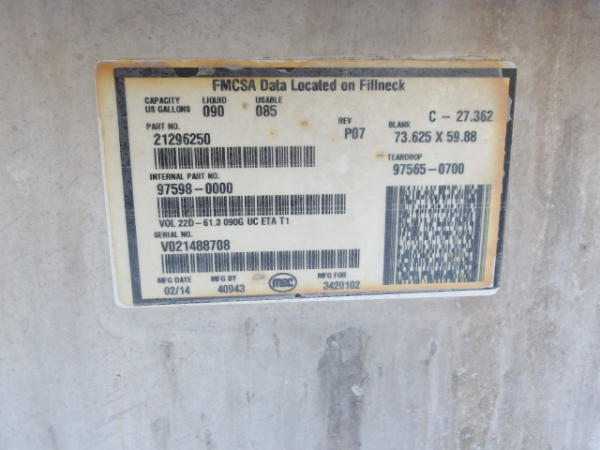 FMCSA Data Located on Fillneck
CAPACITY US GALLONS LIQUID 090 USABLE 085
C - 27.362
PART NO. REV P07 BLANK 73.625 X 59.88
21296250
TEARDROP
INTERNAL PART NO. 97565-0700
97598-0000
VOL 22D-61.3 090G UC ETA T1
SERIAL NO.
V021488708
MFG DATE MFG BY MFG FOR
02/14 40943 mec 3420102